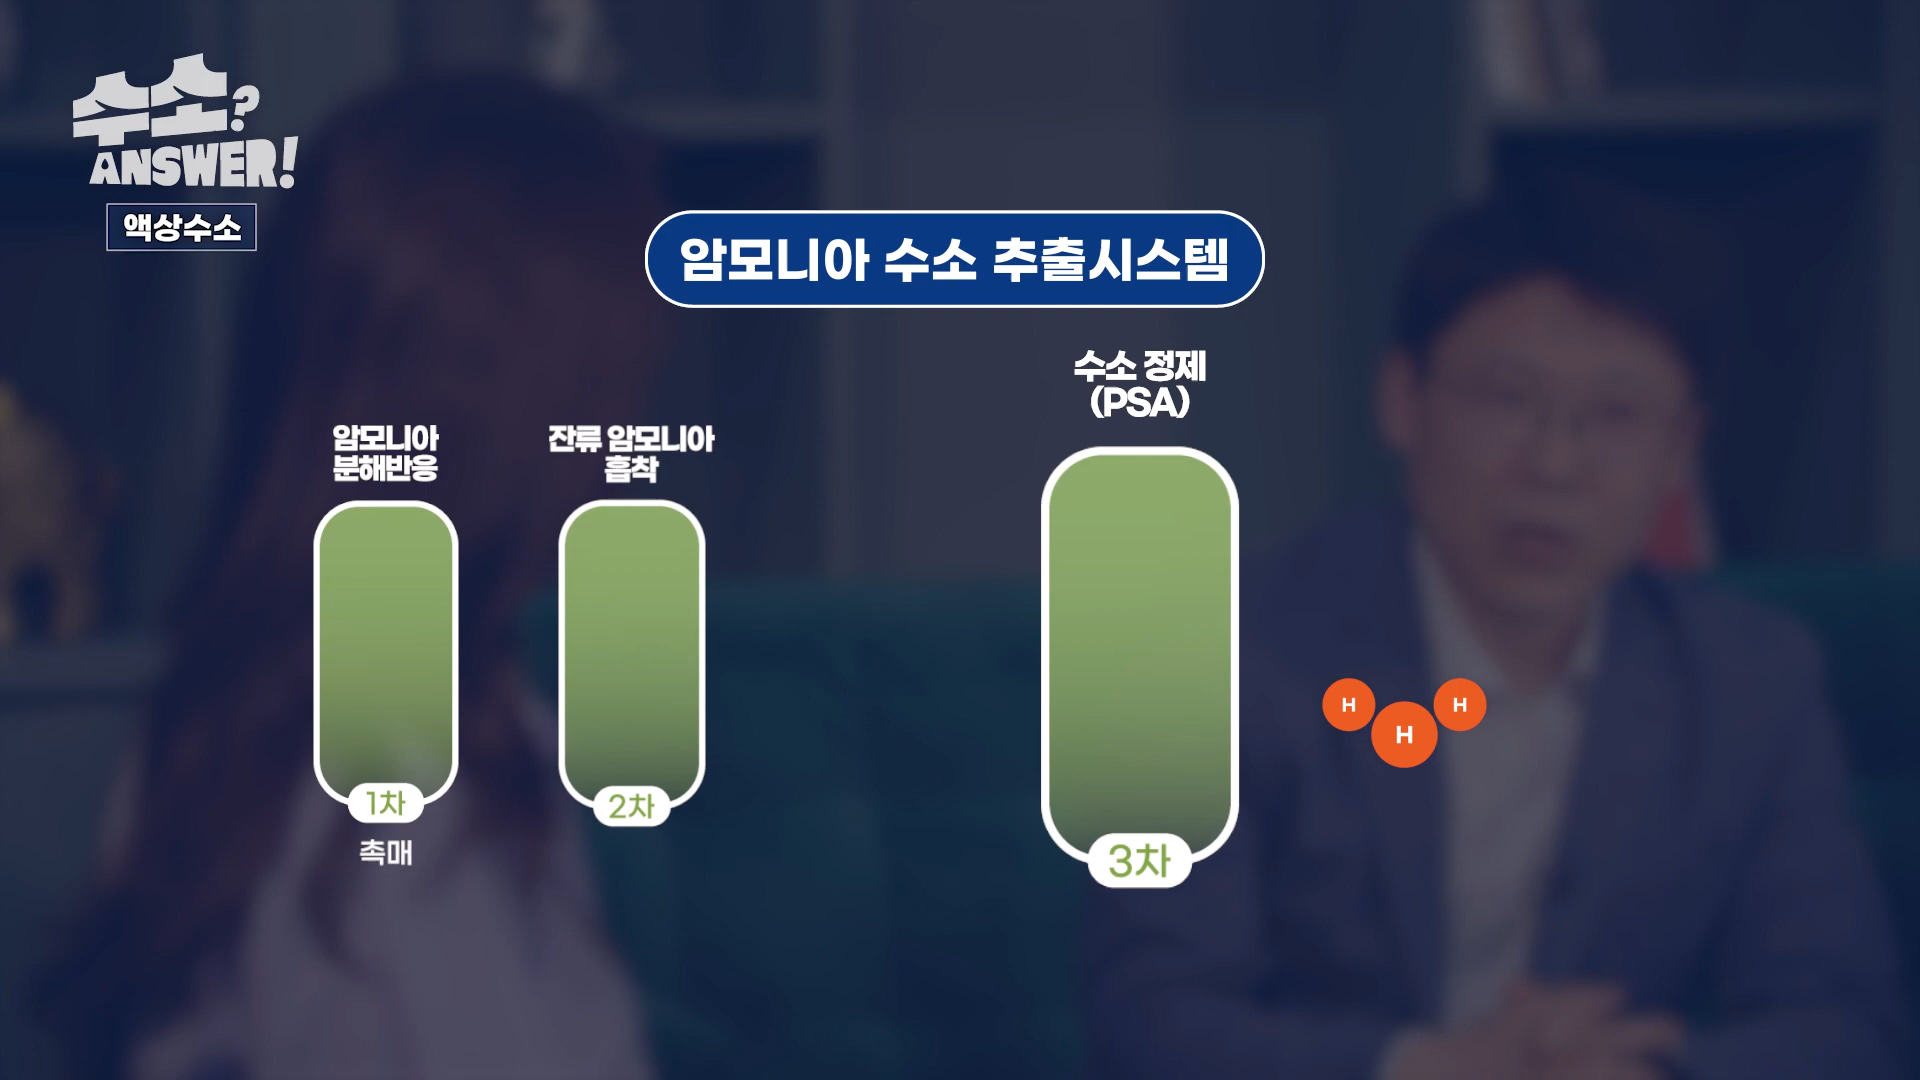 수소?
ANSWER!
액상수소
암모니아 수소 추출시스템
암모니아
분해반응
1차
촉매
잔류 암모니아
흡착
2차
수소 정제
(PSA)
3차
H
H
H